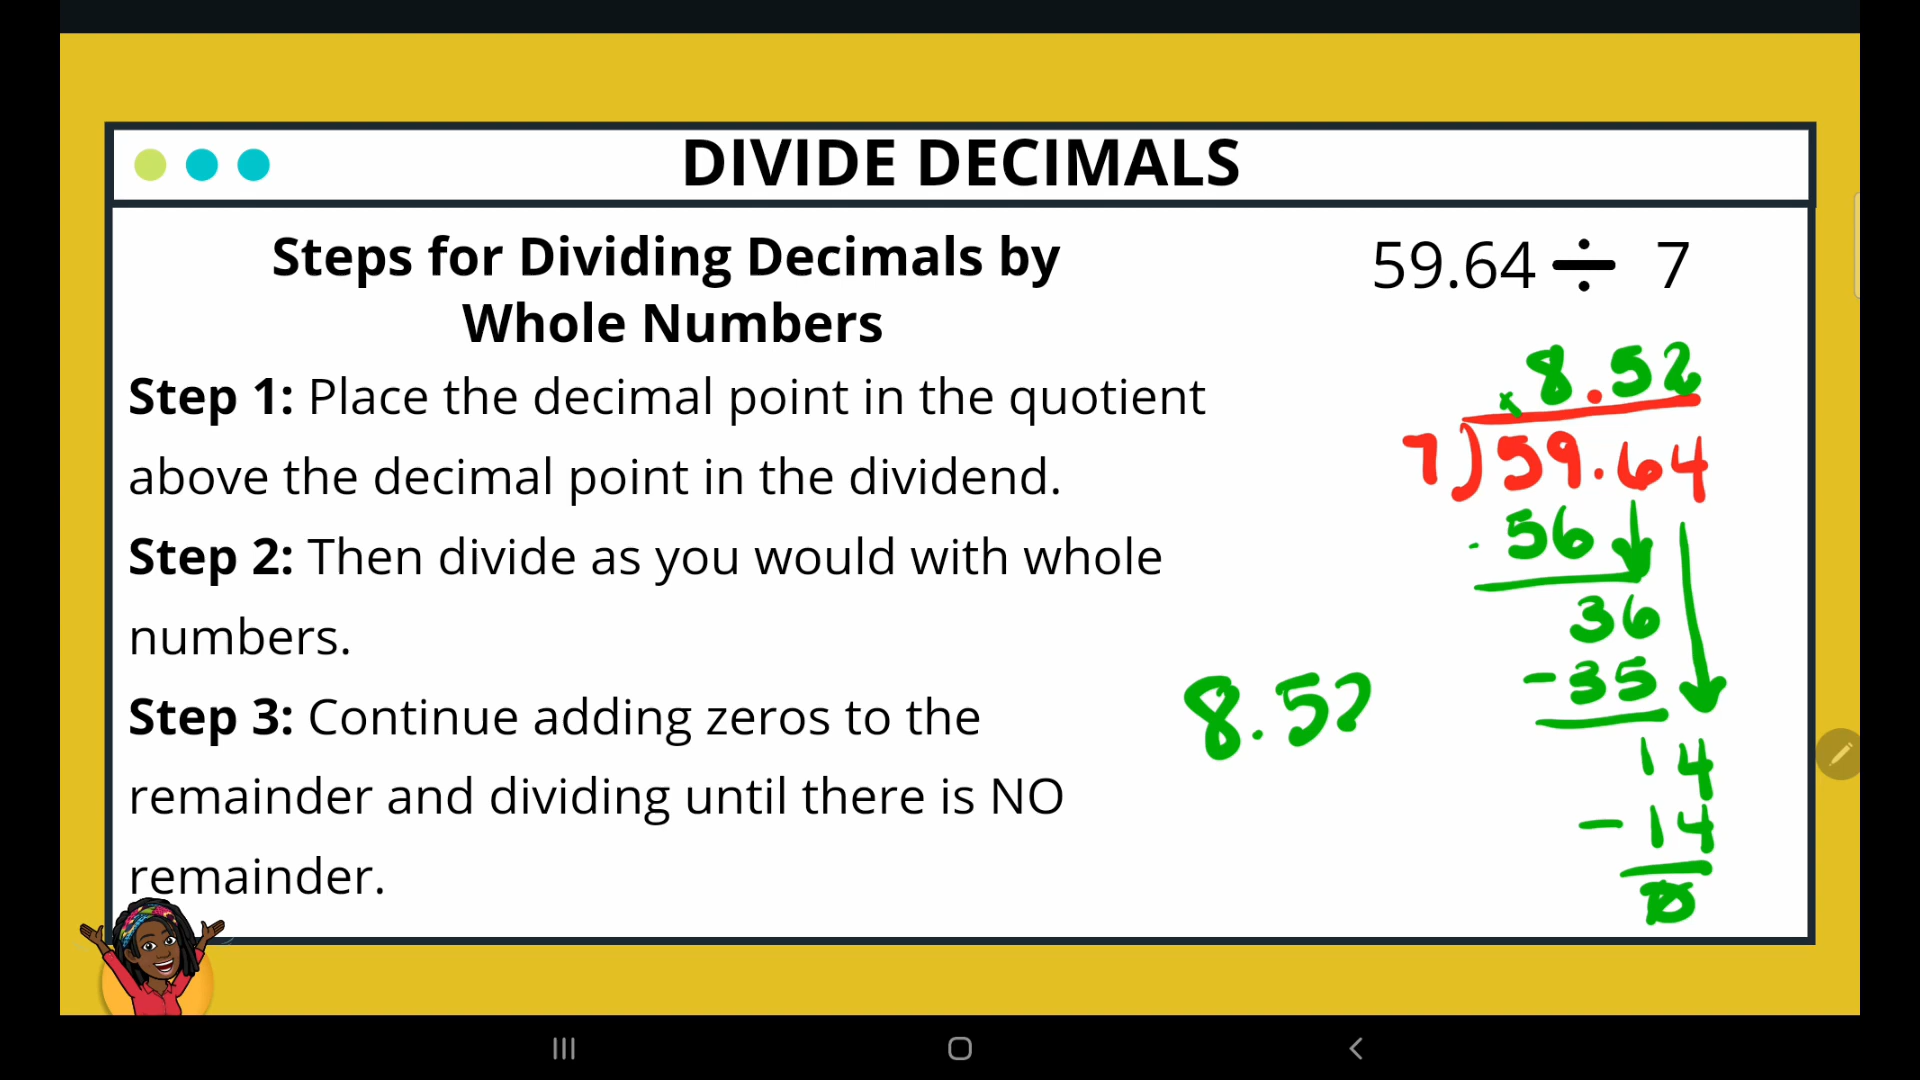 DIVIDE DECIMALS
Steps for Dividing Decimals by
Whole Numbers
Step 1: Place the decimal point in the quotient
above the decimal point in the dividend.
Step 2: Then divide as you would with whole
numbers.
Step 3: Continue adding zeros to the
remainder and dividing until there is NO
remainder.
59.64 ÷ 7
8.52
7)59.64
56
36
-35
14
-14
0
8.52